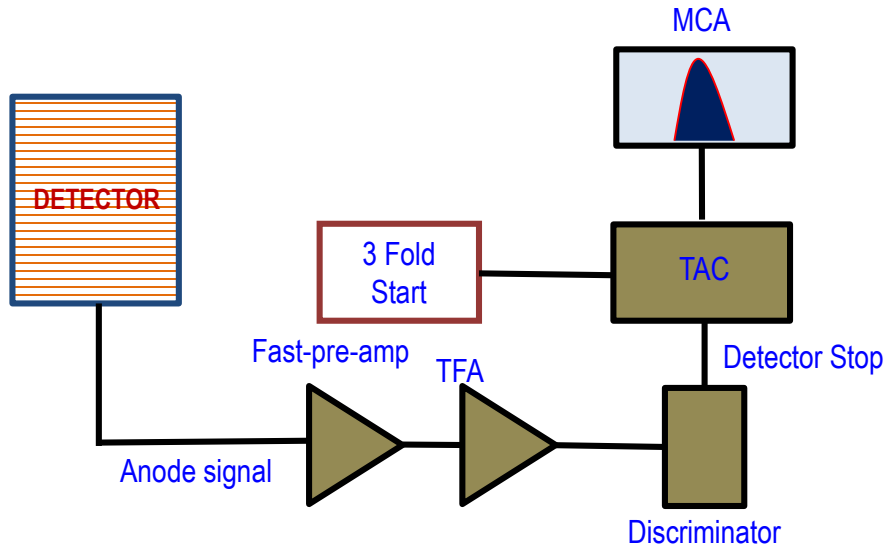 MCA
DETECTOR
3 Fold
Start
TAC
Fast-pre-amp
TFA
Detector Stop
Anode signal
Discriminator